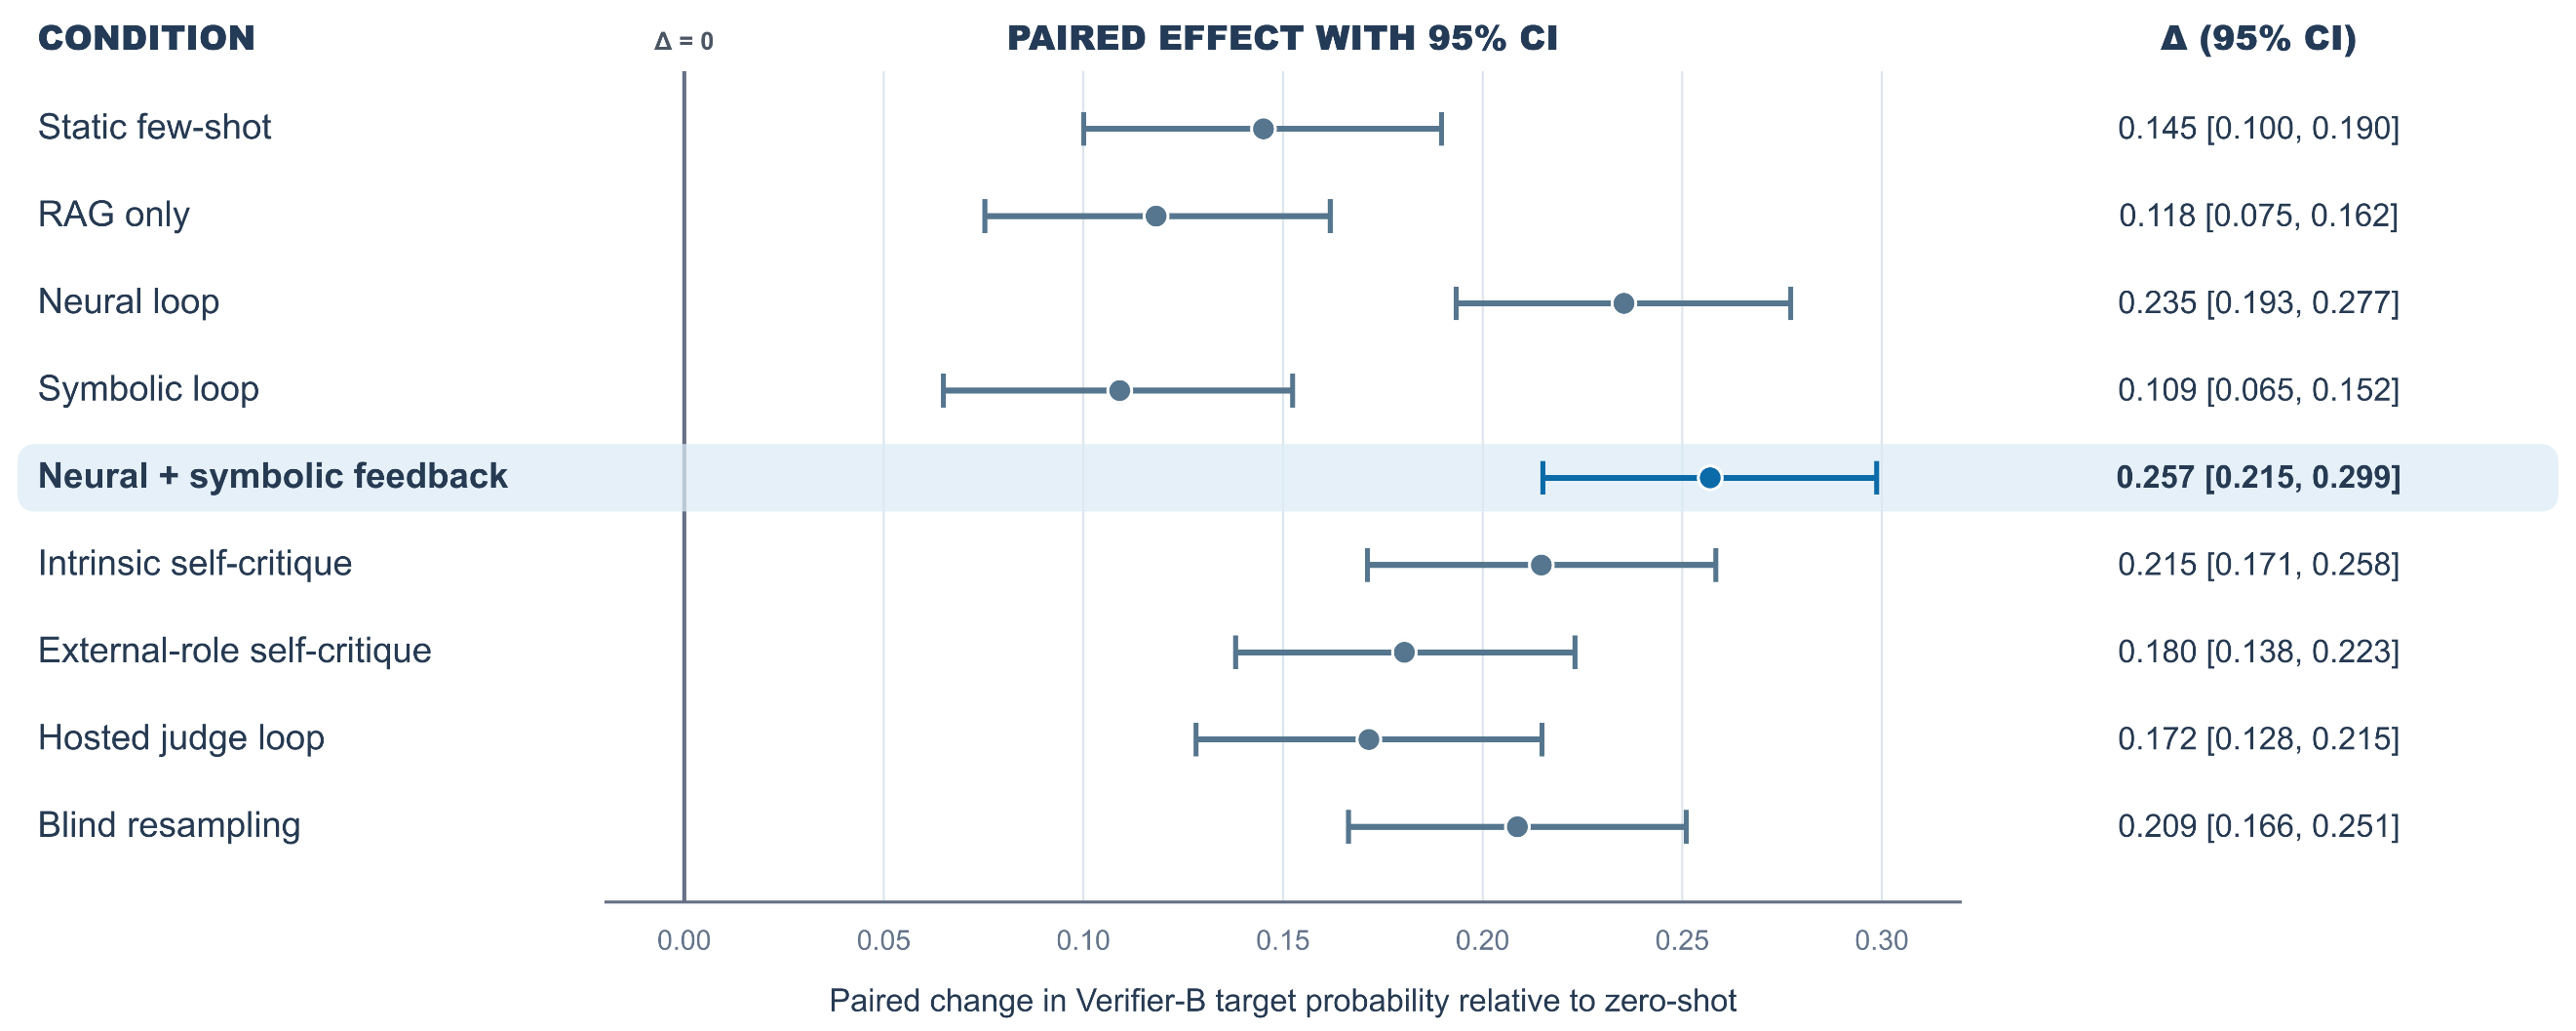 CONDITION Δ = 0 PAIRED EFFECT WITH 95% CI Δ (95% CI)
Static few-shot 0.145 [0.100, 0.190]
RAG only 0.118 [0.075, 0.162]
Neural loop 0.235 [0.193, 0.277]
Symbolic loop 0.109 [0.065, 0.152]
Neural + symbolic feedback 0.257 [0.215, 0.299]
Intrinsic self-critique 0.215 [0.171, 0.258]
External-role self-critique 0.180 [0.138, 0.223]
Hosted judge loop 0.172 [0.128, 0.215]
Blind resampling 0.209 [0.166, 0.251]
0.00 0.05 0.10 0.15 0.20 0.25 0.30
Paired change in Verifier-B target probability relative to zero-shot